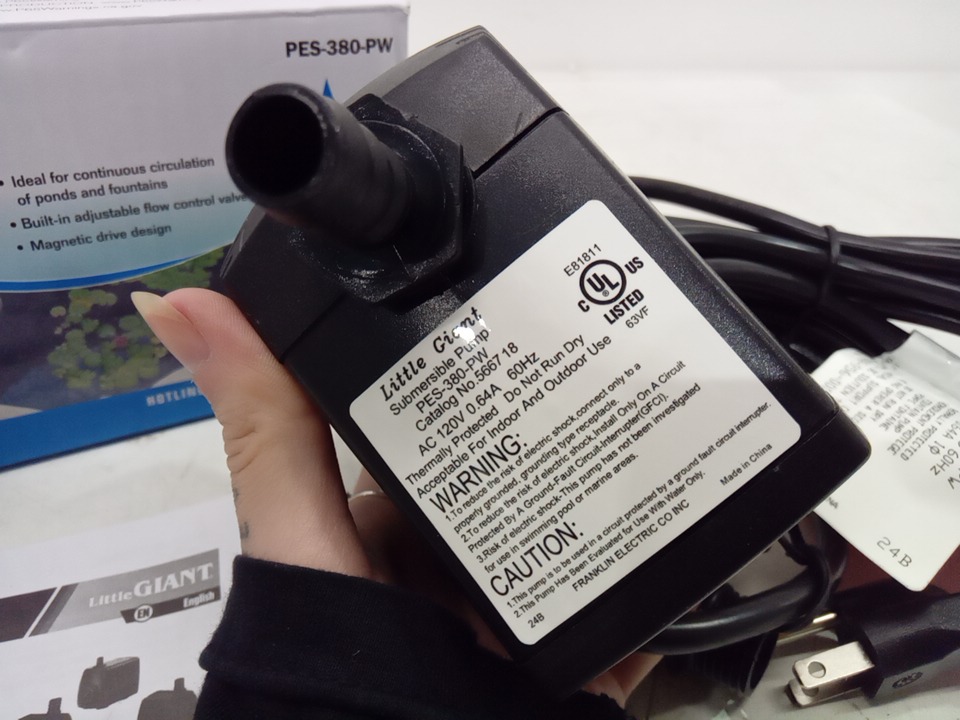 PES-380-PW
• Ideal for continuous circulation
of ponds and fountains
• Built-in adjustable flow control valve
• Magnetic drive design
HOTLIN
E81811
C UL US
LISTED
63VF
Little Giant
Submersible Pump
PES-380-PW
Catalog No.566718
AC 120V 0.64A 60Hz
Thermally Protected Do Not Run Dry
Acceptable For Indoor And Outdoor Use
WARNING:
1.To reduce the risk of electric shock.connect only to a
properly grounded, grounding type receptacle.
2.To reduce the risk of electric shock.Install Only On A Circuit
Protected By A Ground-Fault Circuit-Interrupter(GFCI).
3.Risk of electric shock-This pump has not been investigated
for use in swimming pool or marine areas.
CAUTION:
1.This pump is to be used in a circuit protected by a ground fault circuit interrupter.
2.This Pump Has Been Evaluated for Use With Water Only.
Made in China
FRANKLIN ELECTRIC CO INC
24B
Little GIANT
EN English
60HZ
24B